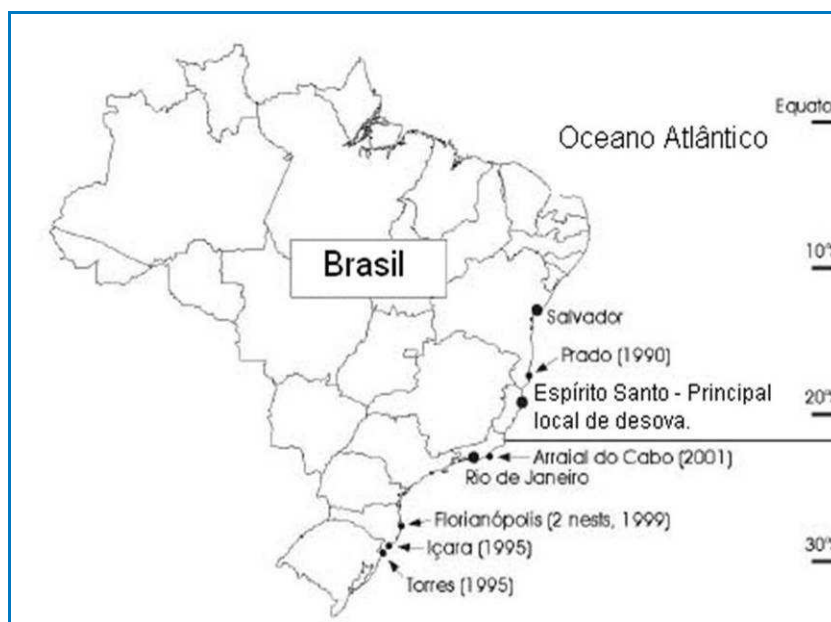 Equato
Oceano Atlântico
Brasil
10°
Salvador
Prado (1990)
Espírito Santo - Principal
local de desova.
20°
Arraial do Cabo (2001)
Rio de Janeiro
Florianópolis (2 nests, 1999)
Içara (1995)
30°
Torres (1995)